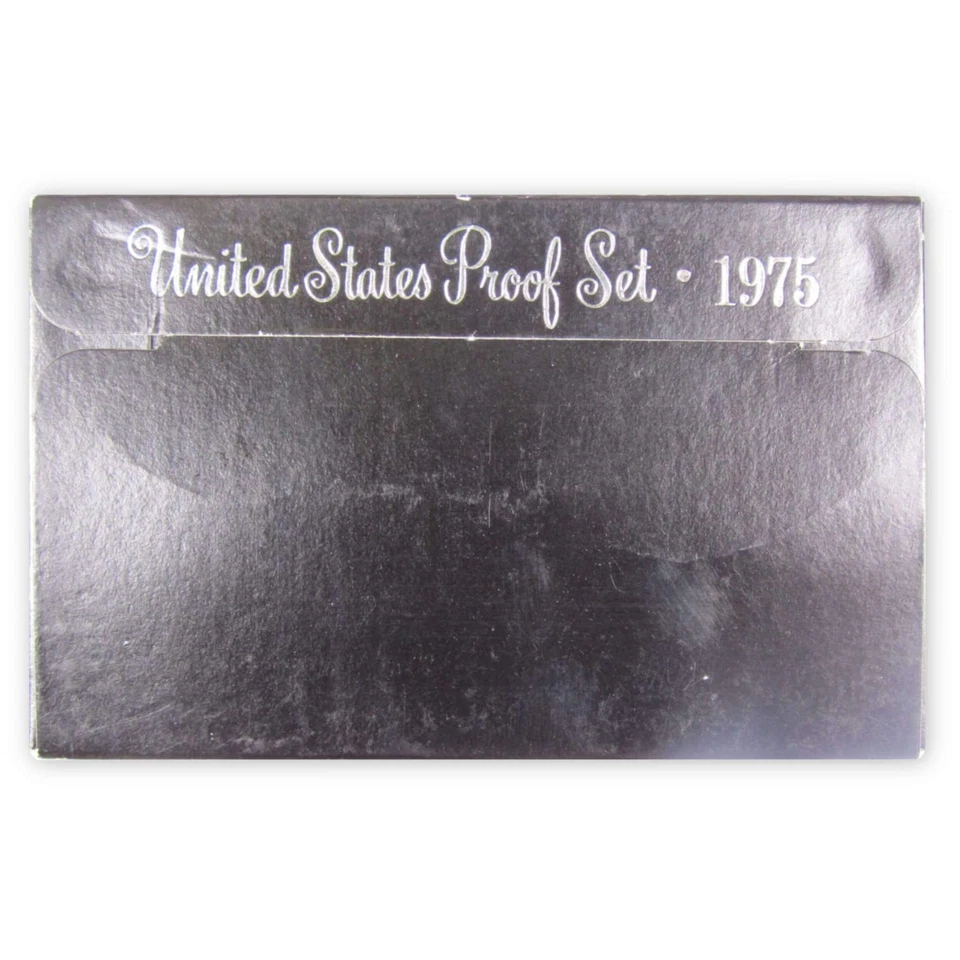 United States Proof Set • 1975